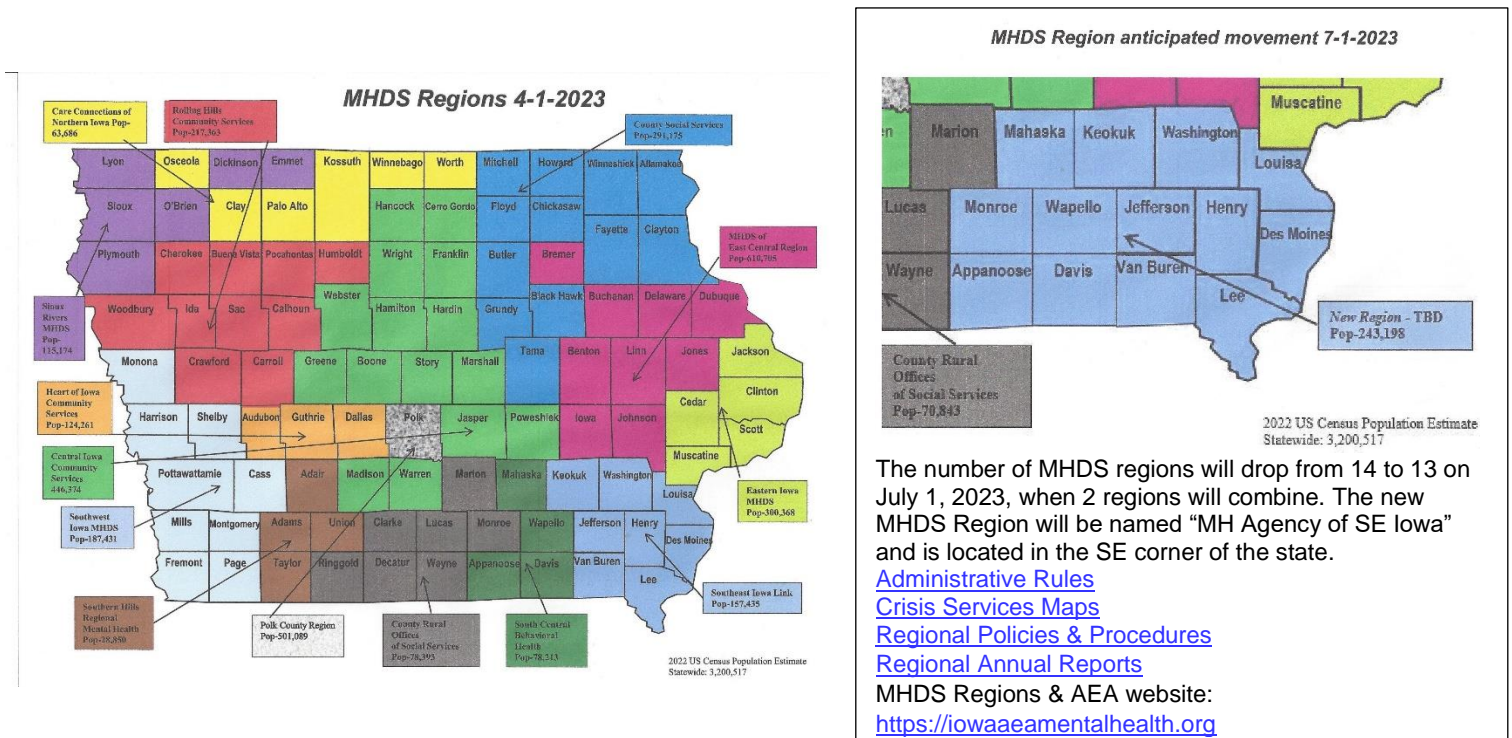 MHDS Regions 4-1-2023
Care Connections of
Northern Iowa Pop-
63,686
Rolling Hills
Community Services
Pop-217,363
County Social Services
Pop-291,175
Lyon Osceola Dickinson Emmet Kossuth Winnebago Worth Mitchell Howard Winneshiek Allamakee
Sioux O'Brien Clay Palo Alto Hancock Cerro Gordo Floyd Chickasaw
Fayette Clayton
MHDS of
East Central Region
Pop-610,705
Plymouth Cherokee Buena Vista Pocahontas Humboldt Wright Franklin Butler Bremer
Sioux
Rivers
MHDS
Pop-
115,174
Woodbury Ida Sac Calhoun Webster Hamilton Hardin Grundy Black Hawk Buchanan Delaware Dubuque
Monona Crawford Carroll Greene Boone Story Marshall Tama Benton Linn Jones Jackson
Heart of Iowa
Community
Services
Pop-124,261
Harrison Shelby Audubon Guthrie Dallas Polk Jasper Poweshiek Iowa Johnson Cedar Clinton
Scott
Central Iowa
Community
Services
446,374
Pottawattamie Cass Adair Madison Warren Marion Mahaska Keokuk Washington Muscatine
Louisa
Eastern Iowa
MHDS
Pop-300,368
Southwest
Iowa MHDS
Pop-187,431
Mills Montgomery Adams Union Clarke Lucas Monroe Wapello Jefferson Henry
Des Moines
Fremont Page Taylor Ringgold Decatur Wayne Appanoose Davis Van Buren
Lee
Southeast Iowa Link
Pop-157,435
Southern Hills
Regional
Mental Health
Polk County Region
Pop-501,089
County Rural
Offices
of Social Services
Pop-78,393
South Central
Behavioral
Health
2022 US Census Population Estimate
Statewide: 3,200,517
MHDS Region anticipated movement 7-1-2023
Muscatine
en Marion Mahaska Keokuk Washington
Louisa
Lucas Monroe Wapello Jefferson Henry
Des Moines
Wayne Appanoose Davis Van Buren
Lee
New Region - TBD
Pop-243,198
County Rural
Offices
of Social Services
Pop-70,843
2022 US Census Population Estimate
Statewide: 3,200,517
The number of MHDS regions will drop from 14 to 13 on
July 1, 2023, when 2 regions will combine. The new
MHDS Region will be named “MH Agency of SE Iowa”
and is located in the SE corner of the state.
Administrative Rules
Crisis Services Maps
Regional Policies & Procedures
Regional Annual Reports
MHDS Regions & AEA website:
https://iowaaeamentalhealth.org